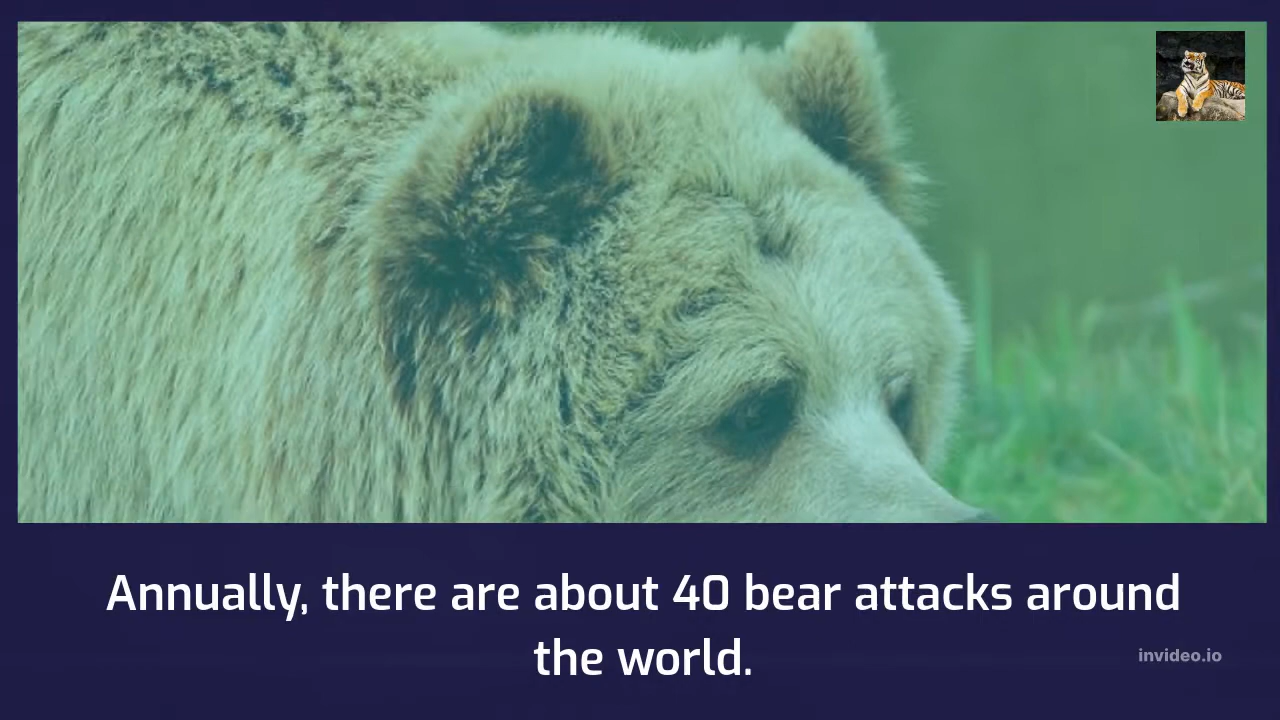 Annually, there are about 40 bear attacks around
the world.
invideo.io